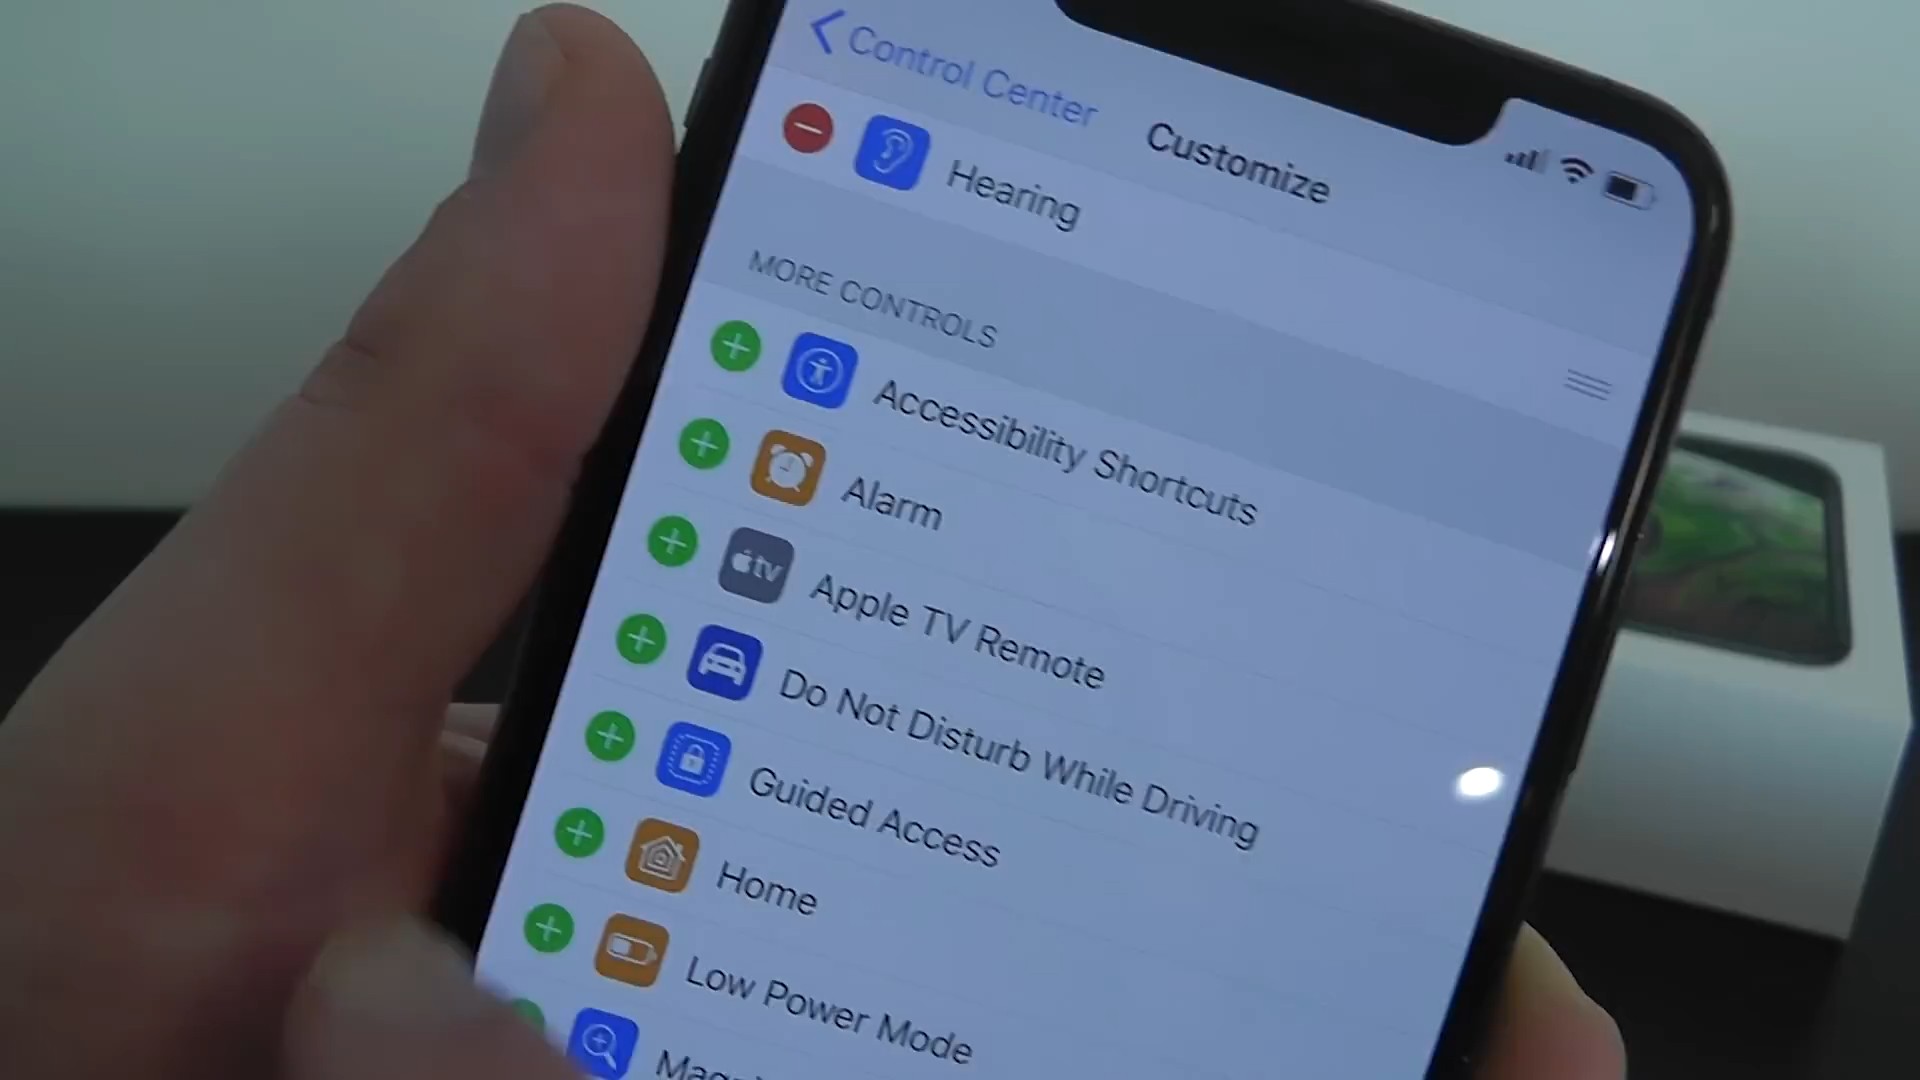 Control Center
Customize
Hearing
MORE CONTROLS
Accessibility Shortcuts
Alarm
tv
Apple TV Remote
Do Not Disturb While Driving
Guided Access
Home
Low Power Mode